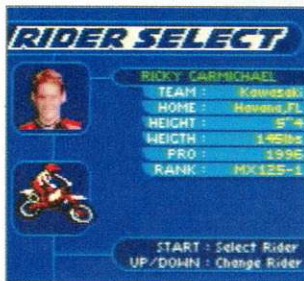 RIDER SELECT
RICKY CARMICHAEL
TEAM : Kawasaki
HOME : Havana,FL
HEIGHT : 5"4
WEIGTH : 145lbs
PRO : 1996
RANK : MX125-1
START : Select Rider
UP/DOWN : Change Rider